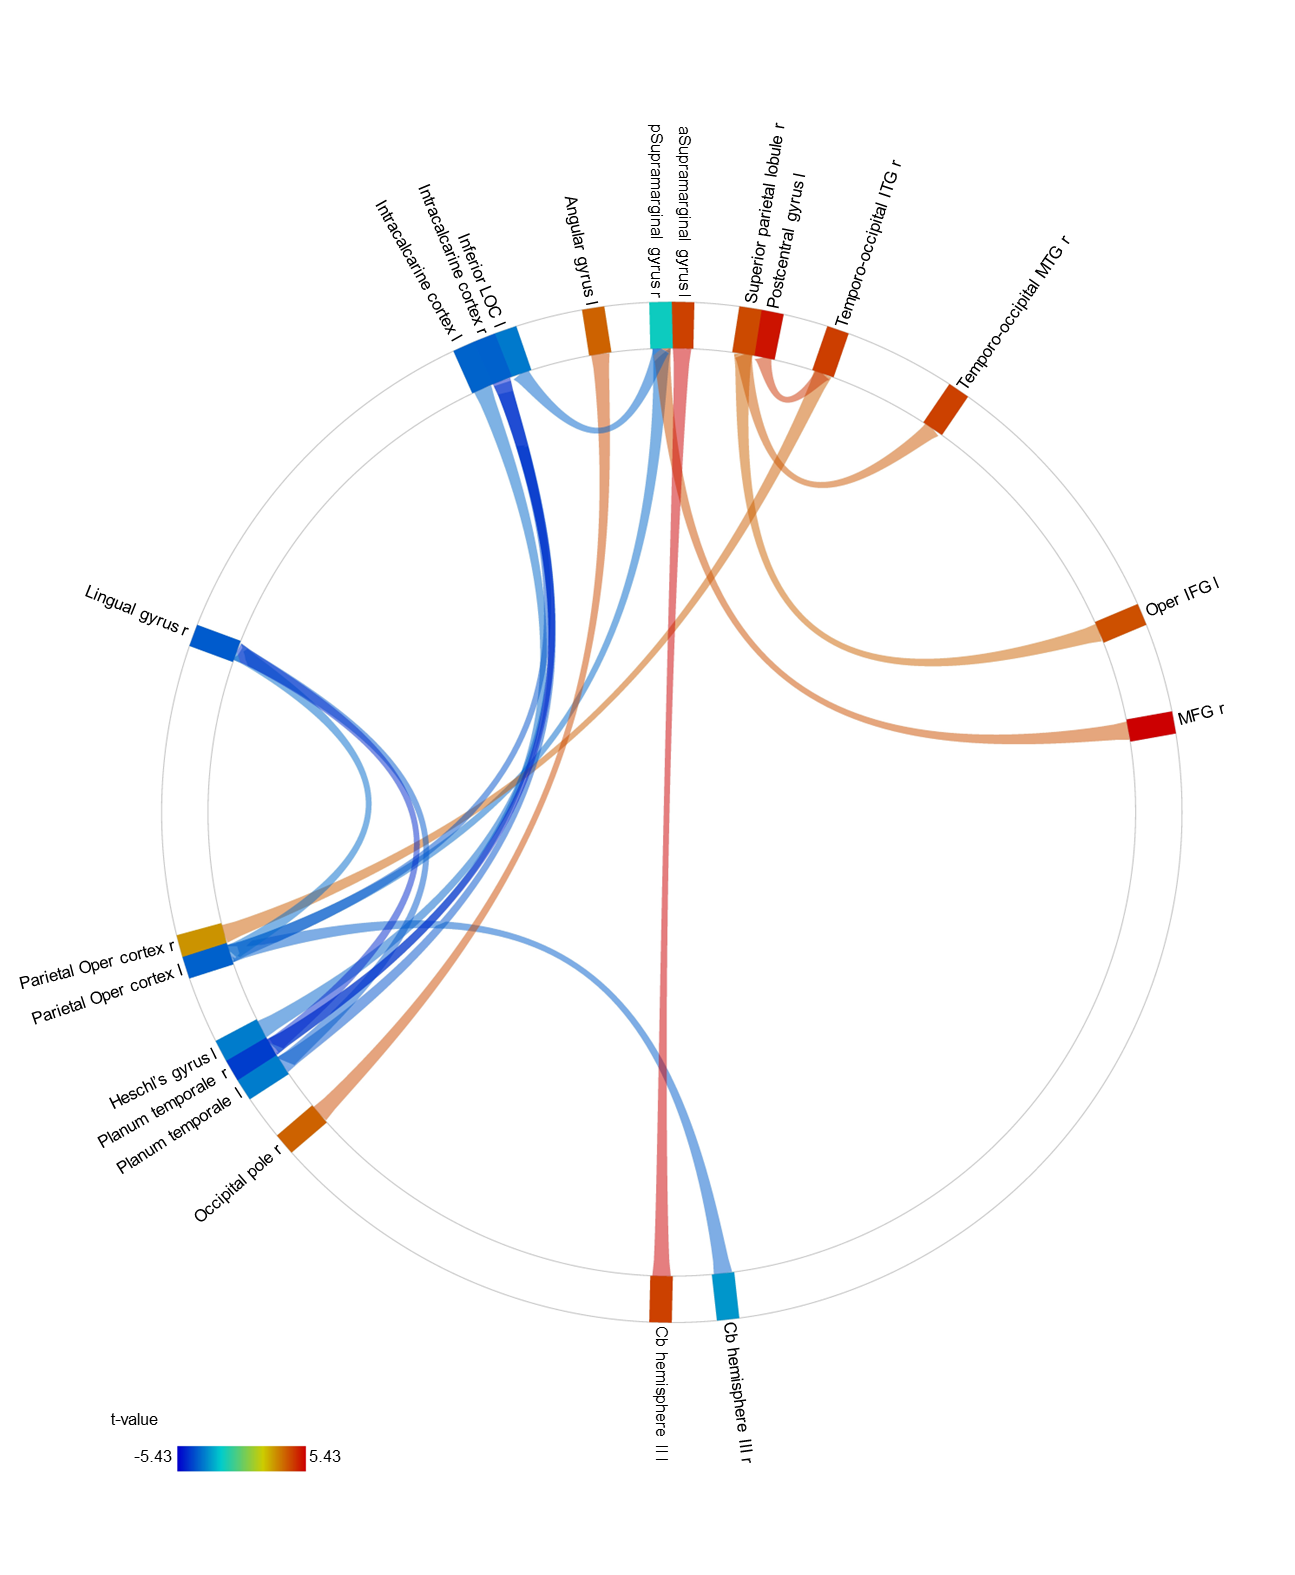 pSupramarginal gyrus r
aSupramarginal gyrus l
Superior parietal lobule r
Postcentral gyrus l
Temporo-occipital ITG r
Temporo-occipital MTG r
Oper IFG l
MFG r
Cb hemisphere III r
Cb hemisphere II l
Occipital pole r
Planum temporale l
Planum temporale r
Heschl's gyrus l
Parietal Oper cortex l
Parietal Oper cortex r
Lingual gyrus r
Intracalcarine cortex l
Intracalcarine cortex r
Inferior LOC l
Angular gyrus l
t-value
-5.43
5.43